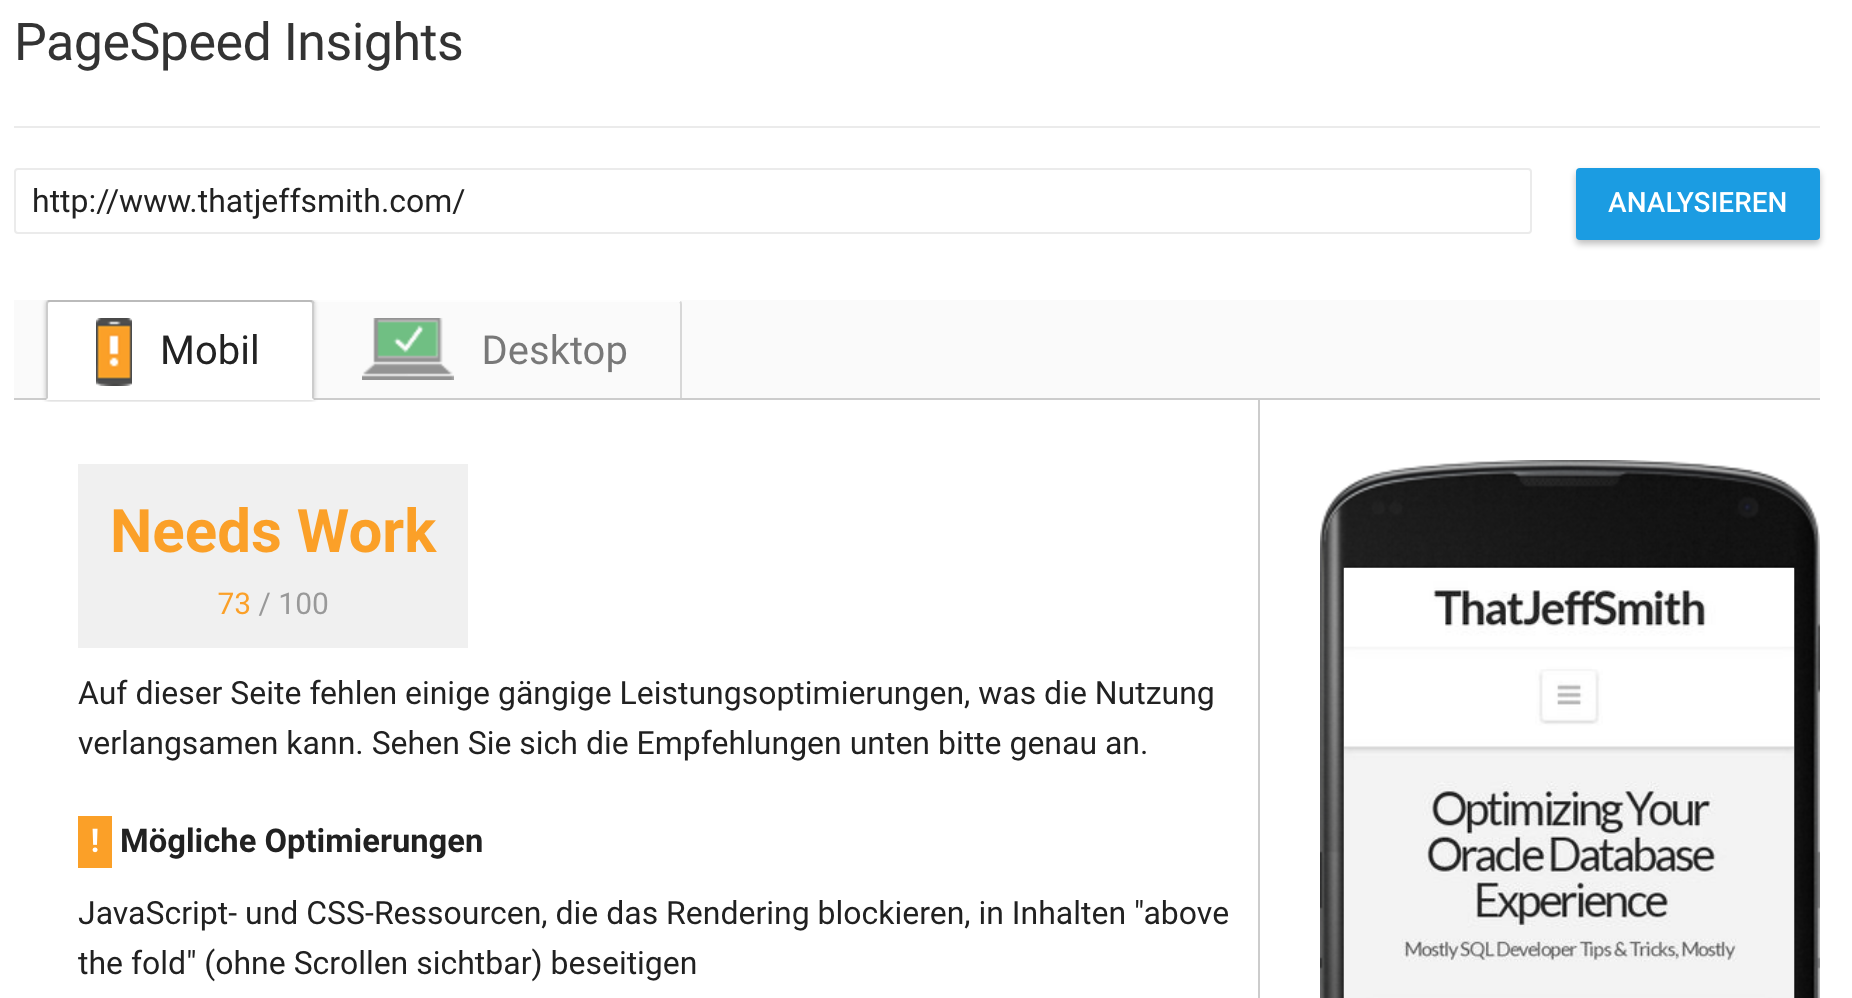 PageSpeed Insights
http://www.thatjeffsmith.com/
ANALYSIEREN
Mobil
Desktop
Needs Work
73 / 100
Auf dieser Seite fehlen einige gängige Leistungsoptimierungen, was die Nutzung
verlangsamen kann. Sehen Sie sich die Empfehlungen unten bitte genau an.
! Mögliche Optimierungen
JavaScript- und CSS-Ressourcen, die das Rendering blockieren, in Inhalten "above
the fold" (ohne Scrollen sichtbar) beseitigen
ThatJeffSmith
Optimizing Your
Oracle Database
Experience
Mostly SQL Developer Tips & Tricks, Mostly